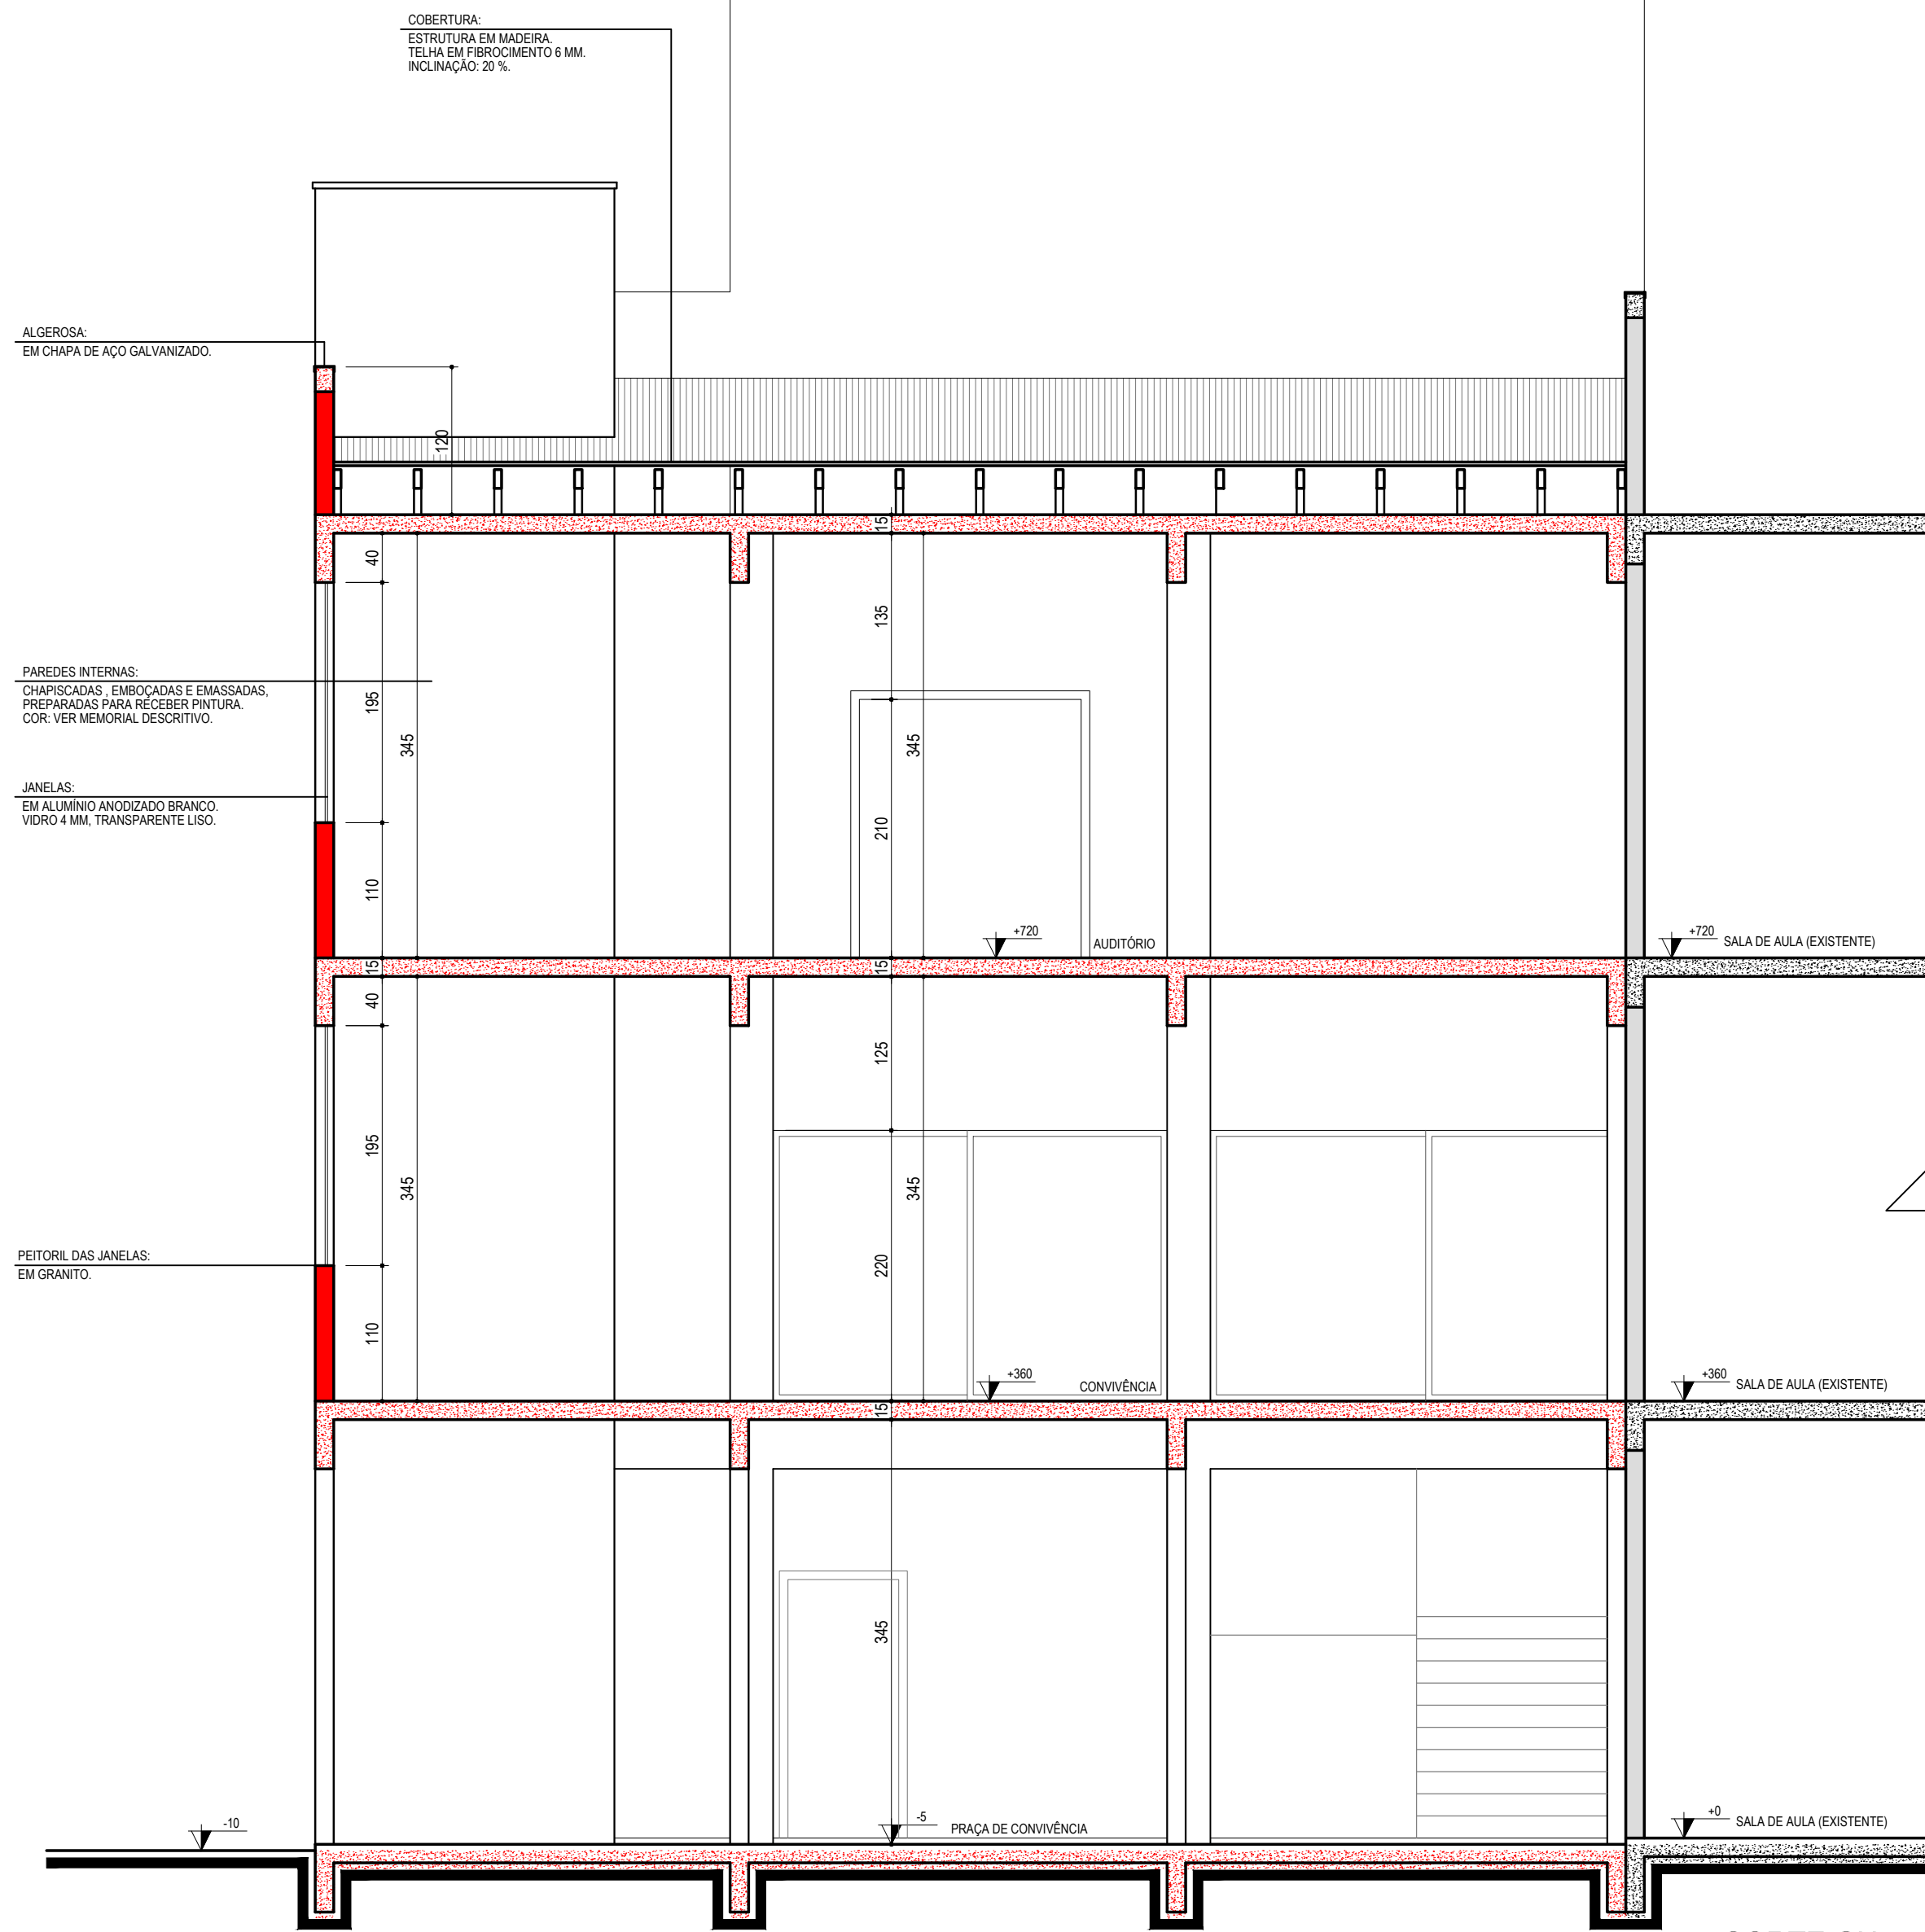 COBERTURA:
ESTRUTURA EM MADEIRA.
TELHA EM FIBROCIMENTO 6 MM.
INCLINAÇÃO: 20 %.
ALGEROSA:
EM CHAPA DE AÇO GALVANIZADO.
120
15
40
135
PAREDES INTERNAS:
CHAPISCADAS , EMBOÇADAS E EMASSADAS,
PREPARADAS PARA RECEBER PINTURA.
COR: VER MEMORIAL DESCRITIVO.
195
345
345
JANELAS:
EM ALUMÍNIO ANODIZADO BRANCO.
VIDRO 4 MM, TRANSPARENTE LISO.
210
110
+720
AUDITÓRIO
+720
SALA DE AULA (EXISTENTE)
15
15
40
125
195
345
345
PEITORIL DAS JANELAS:
EM GRANITO.
220
110
+360
CONVIVÊNCIA
+360
SALA DE AULA (EXISTENTE)
15
345
-10
-5
PRAÇA DE CONVIVÊNCIA
+0
SALA DE AULA (EXISTENTE)